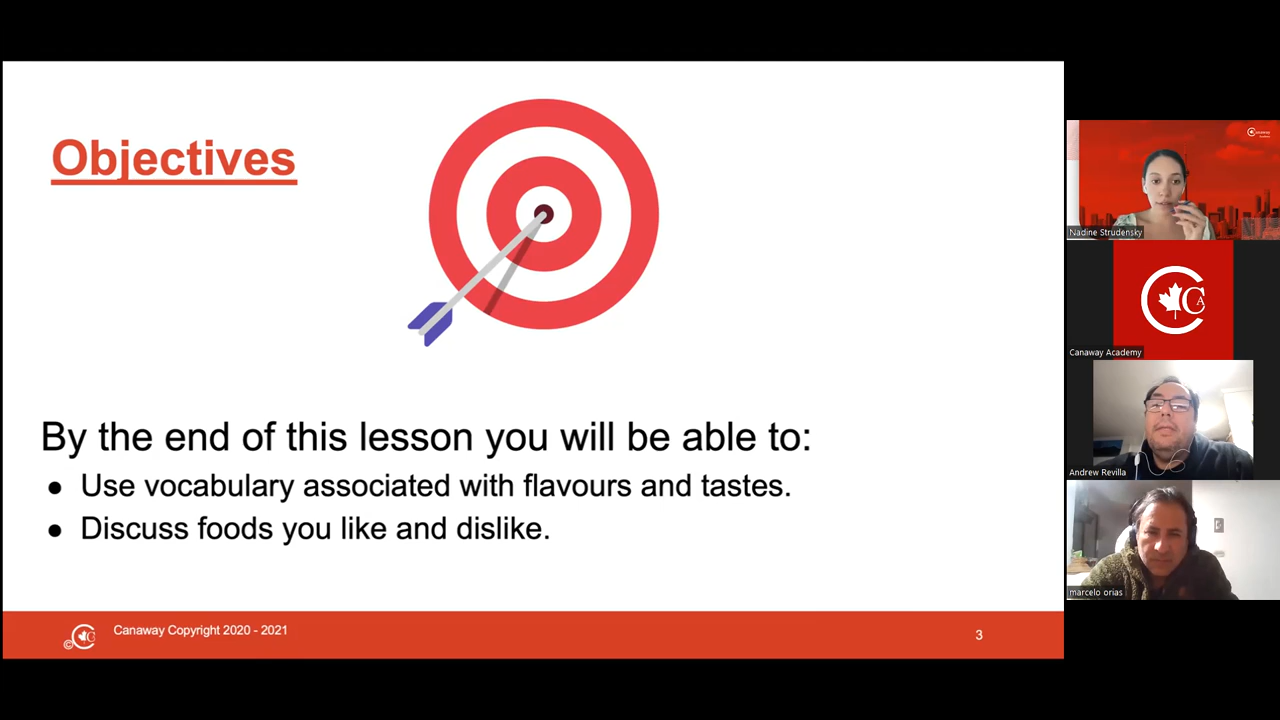 Objectives
By the end of this lesson you will be able to:
● Use vocabulary associated with flavours and tastes.
● Discuss foods you like and dislike.
© CA
Canaway Copyright 2020 - 2021
3
Nadine Strudensky
CA
Canaway Academy
Andrew Revilla
marcelo orias